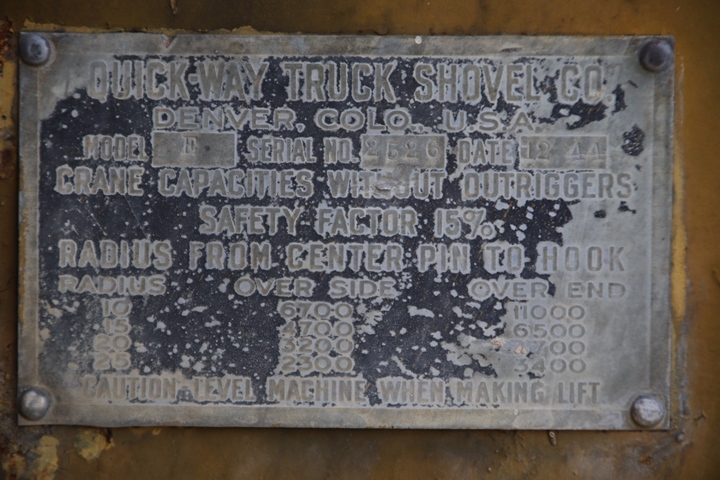 QUICK-WAY TRUCK SHOVEL CO
DENVER, COLO., U.S.A.
MODEL SERIAL NO. 2526 DATE 12 44
CRANE CAPACITIES WITHOUT OUTRIGGERS
SAFETY FACTOR 15%
RADIUS FROM CENTER PIN TO HOOK
RADIUS OVER SIDE OVER END
10 6700 11000
15 4700 6500
20 3200
2300 3400
CAUTION-LEVEL MACHINE WHEN MAKING LIFT